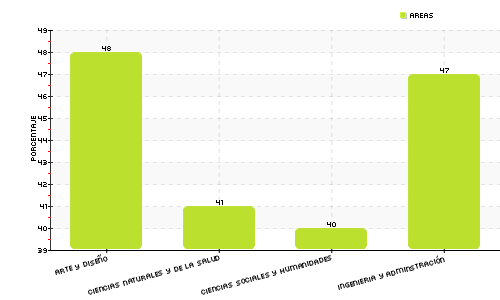 AREAS
PORCENTAJE
49
48
47
46
45
44
43
42
41
40
39
48
41
40
47
ARTE Y DISEÑO
CIENCIAS NATURALES Y DE LA SALUD
CIENCIAS SOCIALES Y HUMANIDADES
INGENIERIA Y ADMINISTRACIÓN